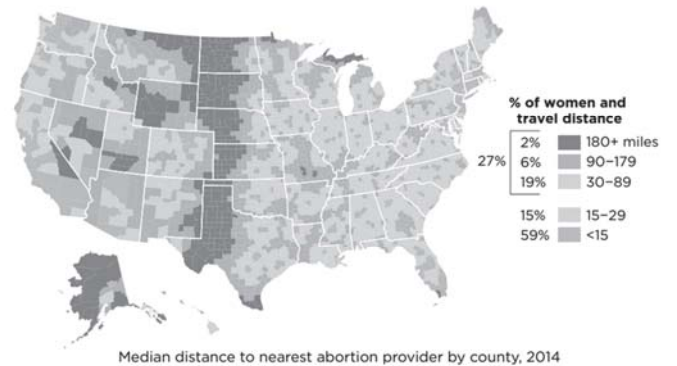 % of women and
travel distance
2% 180+ miles
27% 6% 90–179
19% 30–89
15% 15–29
59% <15
Median distance to nearest abortion provider by county, 2014